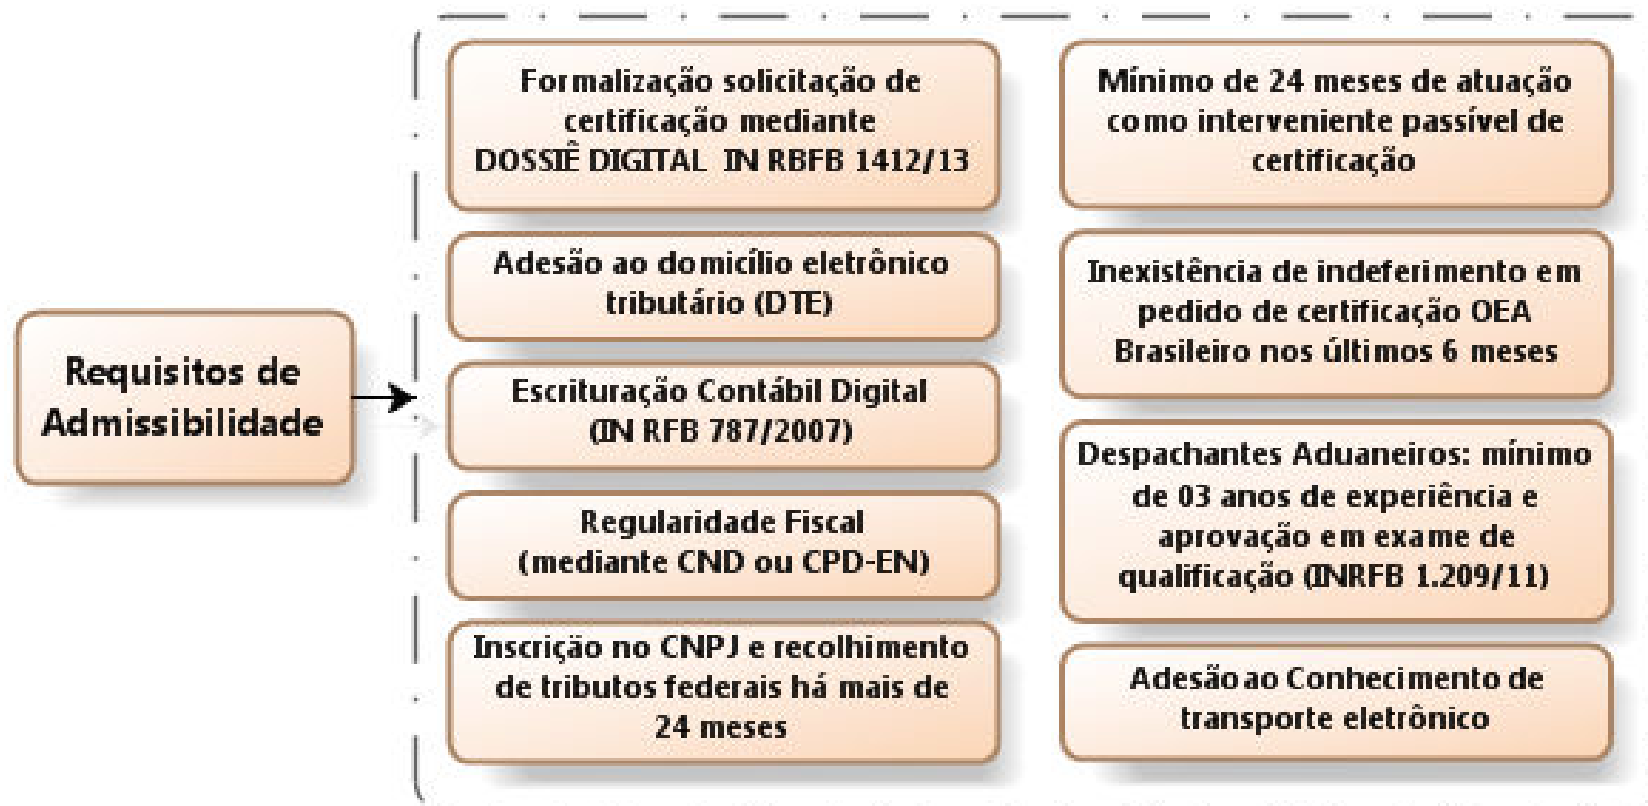 Requisitos de
Admissibilidade
Formalização solicitação de
certificação mediante
DOSSIÊ DIGITAL IN RBFB 1412/13
Adesão ao domicílio eletrônico
tributário (DTE)
Escrituração Contábil Digital
(IN RFB 787/2007)
Regularidade Fiscal
(mediante CND ou CPD-EN)
Inscrição no CNPJ e recolhimento
de tributos federais há mais de
24 meses
Mínimo de 24 meses de atuação
como interveniente passível de
certificação
Inexistência de indeferimento em
pedido de certificação OEA
Brasileiro nos últimos 6 meses
Despachantes Aduaneiros: mínimo
de 03 anos de experiência e
aprovação em exame de
qualificação (INRFB 1.209/11)
Adesão ao Conhecimento de
transporte eletrônico